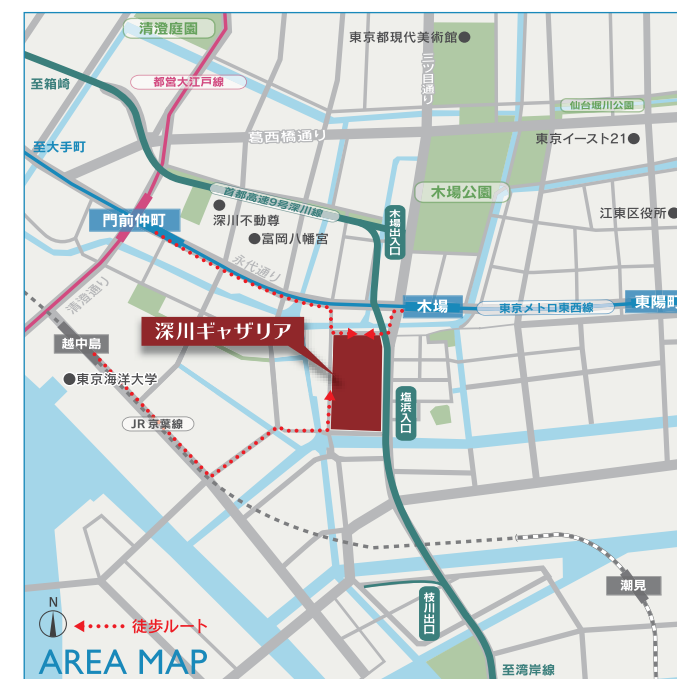 清澄庭園
東京都現代美術館
三ツ目通り
至箱崎
都営大江戸線
仙台堀川公園
葛西橋通り
東京イースト21
至大手町
首都高速9号深川線
木場公園
門前仲町
深川不動尊
富岡八幡宮
木場出入口
江東区役所
永代通り
清澄通り
木場
東京メトロ東西線
東陽町
深川ギャザリア
越中島
東京海洋大学
塩浜入口
JR京葉線
潮見
枝川出口
N
徒歩ルート
AREA MAP
至湾岸線